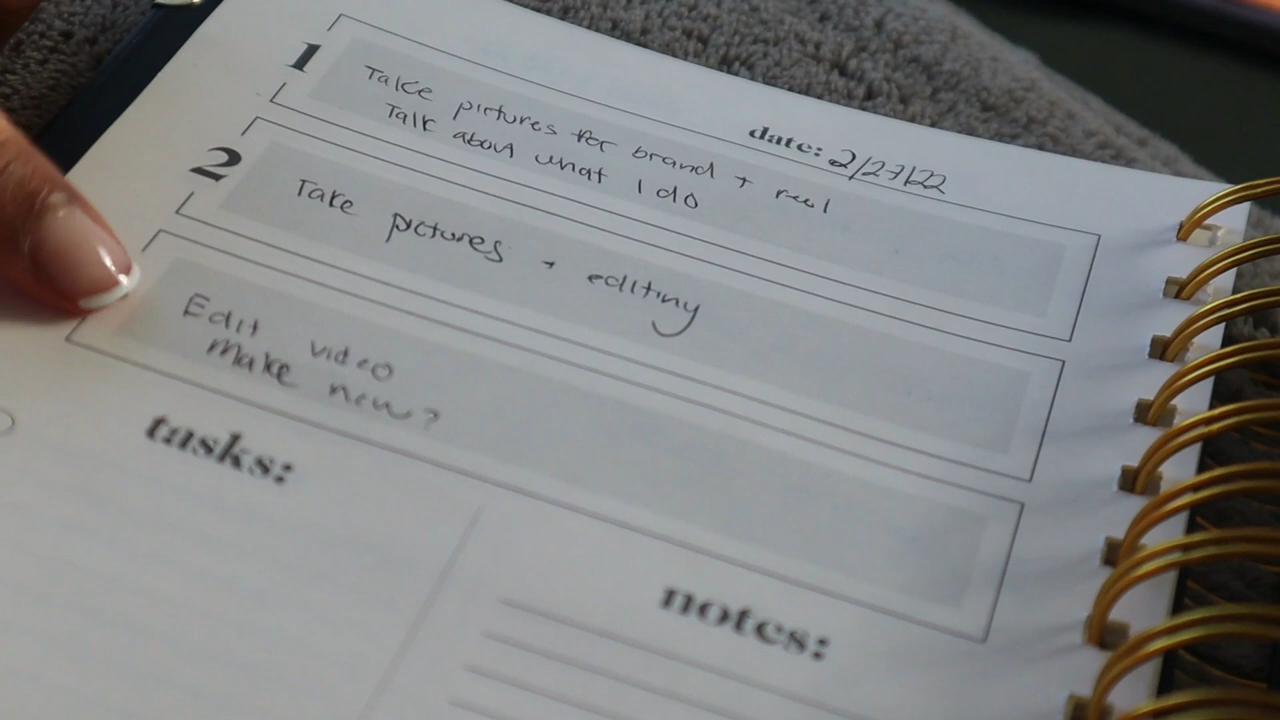 date: 2/27/22
1
Take pictures for brand + reel
Talk about what I do
2
Take pictures + editing
Edit video
Make new?
tasks:
notes: